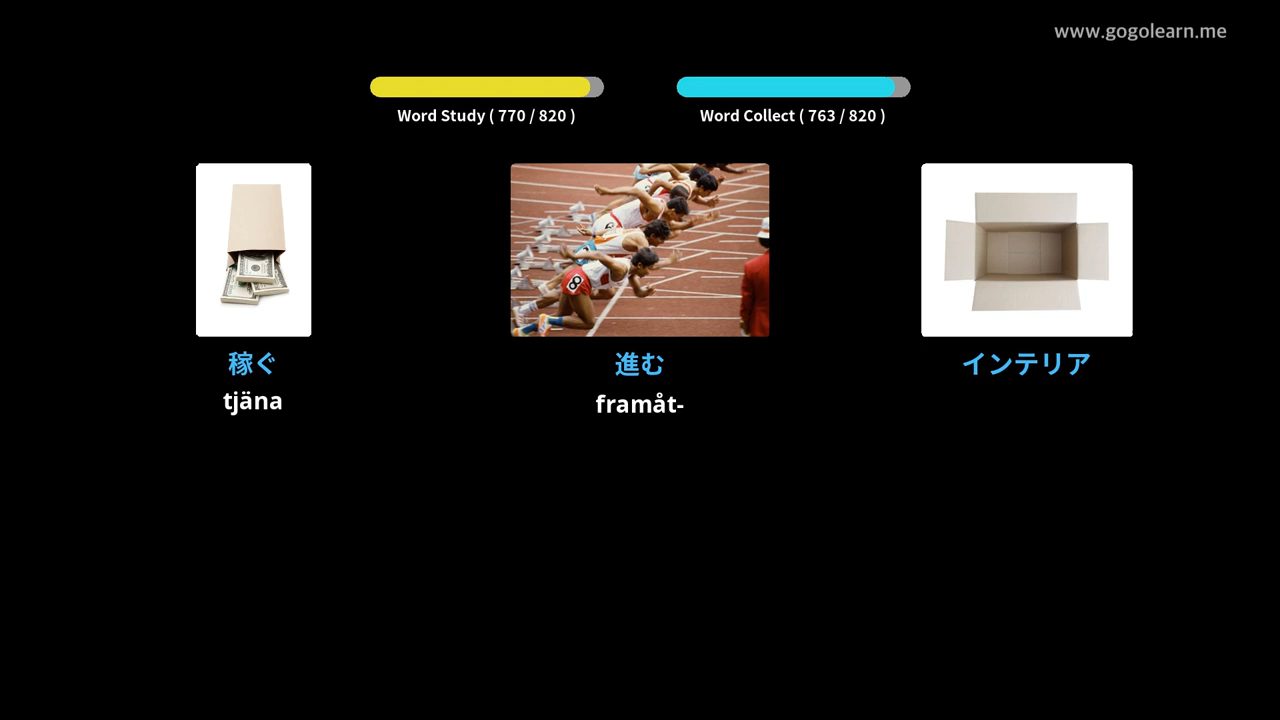 www.gogolearn.me
Word Study ( 770 / 820 )
Word Collect ( 763 / 820 )
稼ぐ
tjäna
進む
framåt-
インテリア